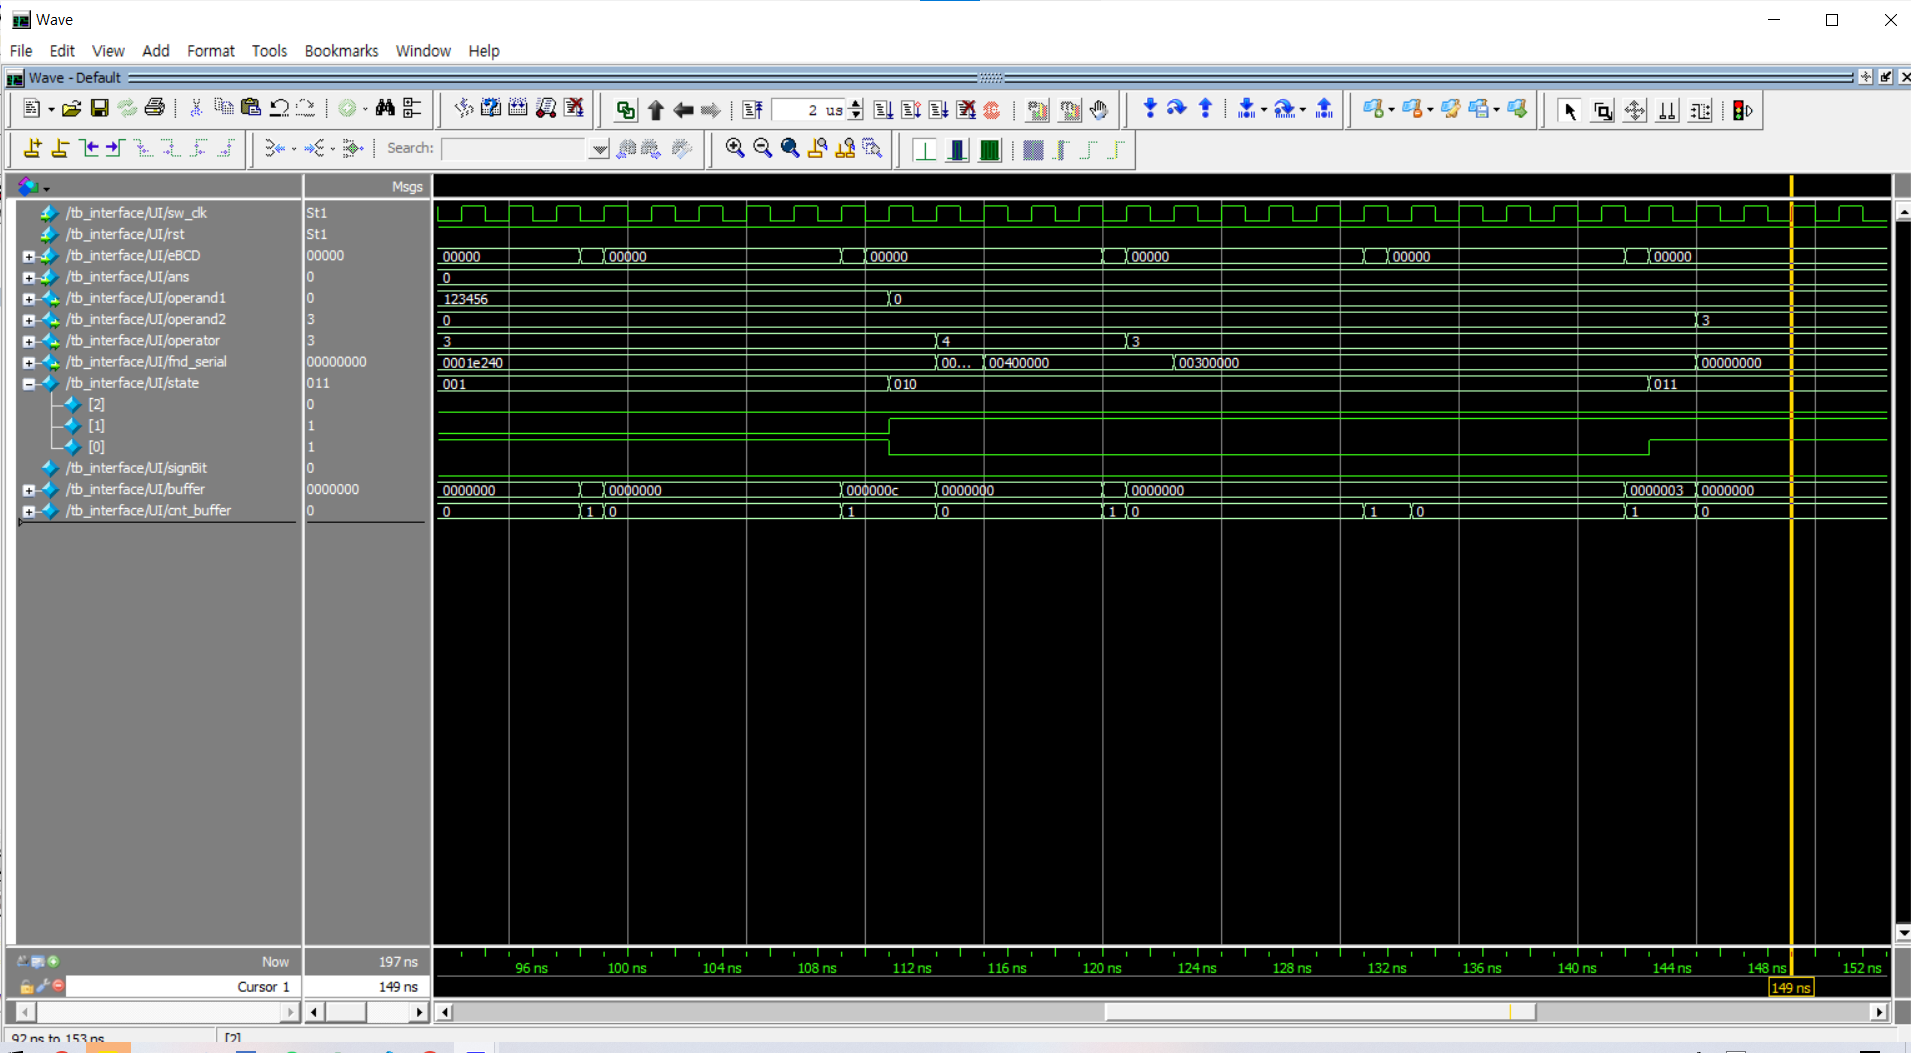 Wave
File Edit View Add Format Tools Bookmarks Window Help
Wave - Default
2 us
Search:
Msgs
/tb_interface/UI/sw_clk St1
/tb_interface/UI/rst St1
/tb_interface/UI/eBCD 00000 00000 00000 00000 00000 00000 00000
/tb_interface/UI/ans 0 0
/tb_interface/UI/operand1 0 123456 0
/tb_interface/UI/operand2 3 0 3
/tb_interface/UI/operator 3 3 4 3
/tb_interface/UI/fnd_serial 00000000 0001e240 00... 00400000 00300000 00000000
/tb_interface/UI/state 011 001 010 011
[2] 0
[1] 1
[0] 1
/tb_interface/UI/signBit 0
/tb_interface/UI/buffer 0000000 0000000 0000000 000000c 0000000 0000000 0000003 0000000
/tb_interface/UI/cnt_buffer 0 0 1 0 1 0 1 0 1 0 1 0
Now 197 ns 96 ns 100 ns 104 ns 108 ns 112 ns 116 ns 120 ns 124 ns 128 ns 132 ns 136 ns 140 ns 144 ns 148 ns 152 ns
Cursor 1 149 ns 149 ns
92 ns to 153 ns [2]